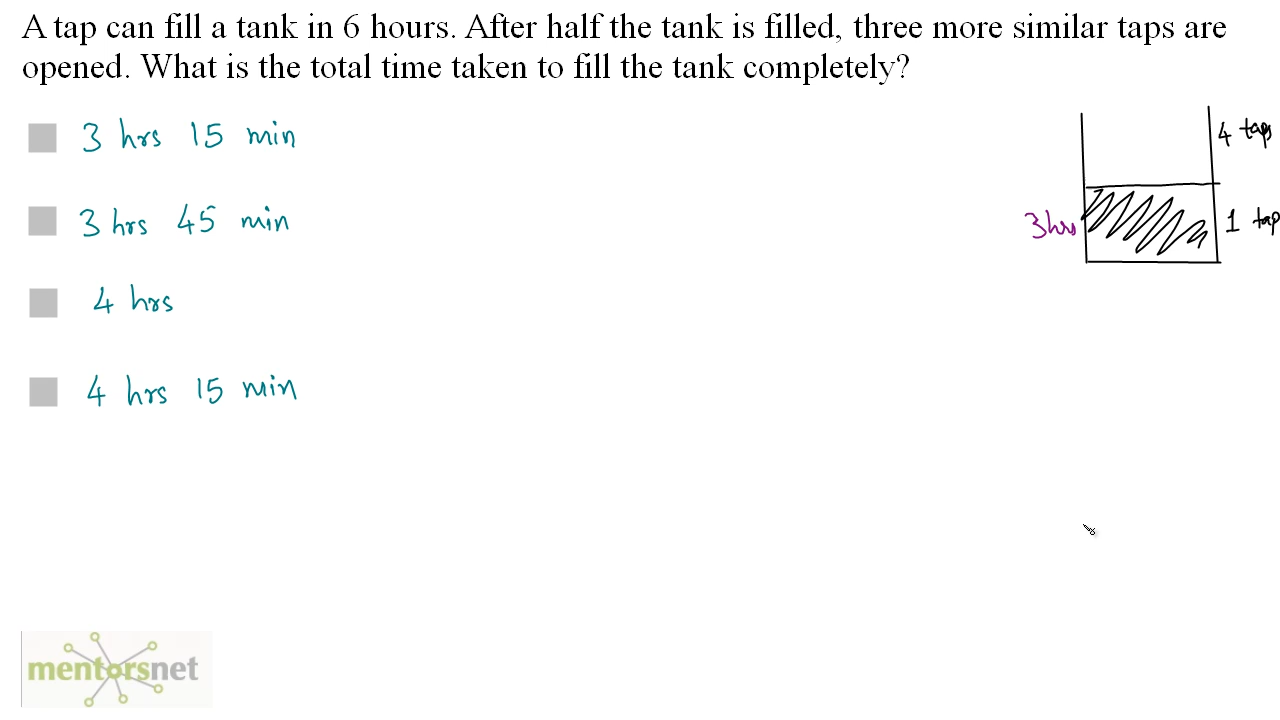 A tap can fill a tank in 6 hours. After half the tank is filled, three more similar taps are
opened. What is the total time taken to fill the tank completely?
3 hrs 15 min
3 hrs 45 min
4 hrs
4 hrs 15 min
4 taps
3hrs
1 tap
mentorsnet